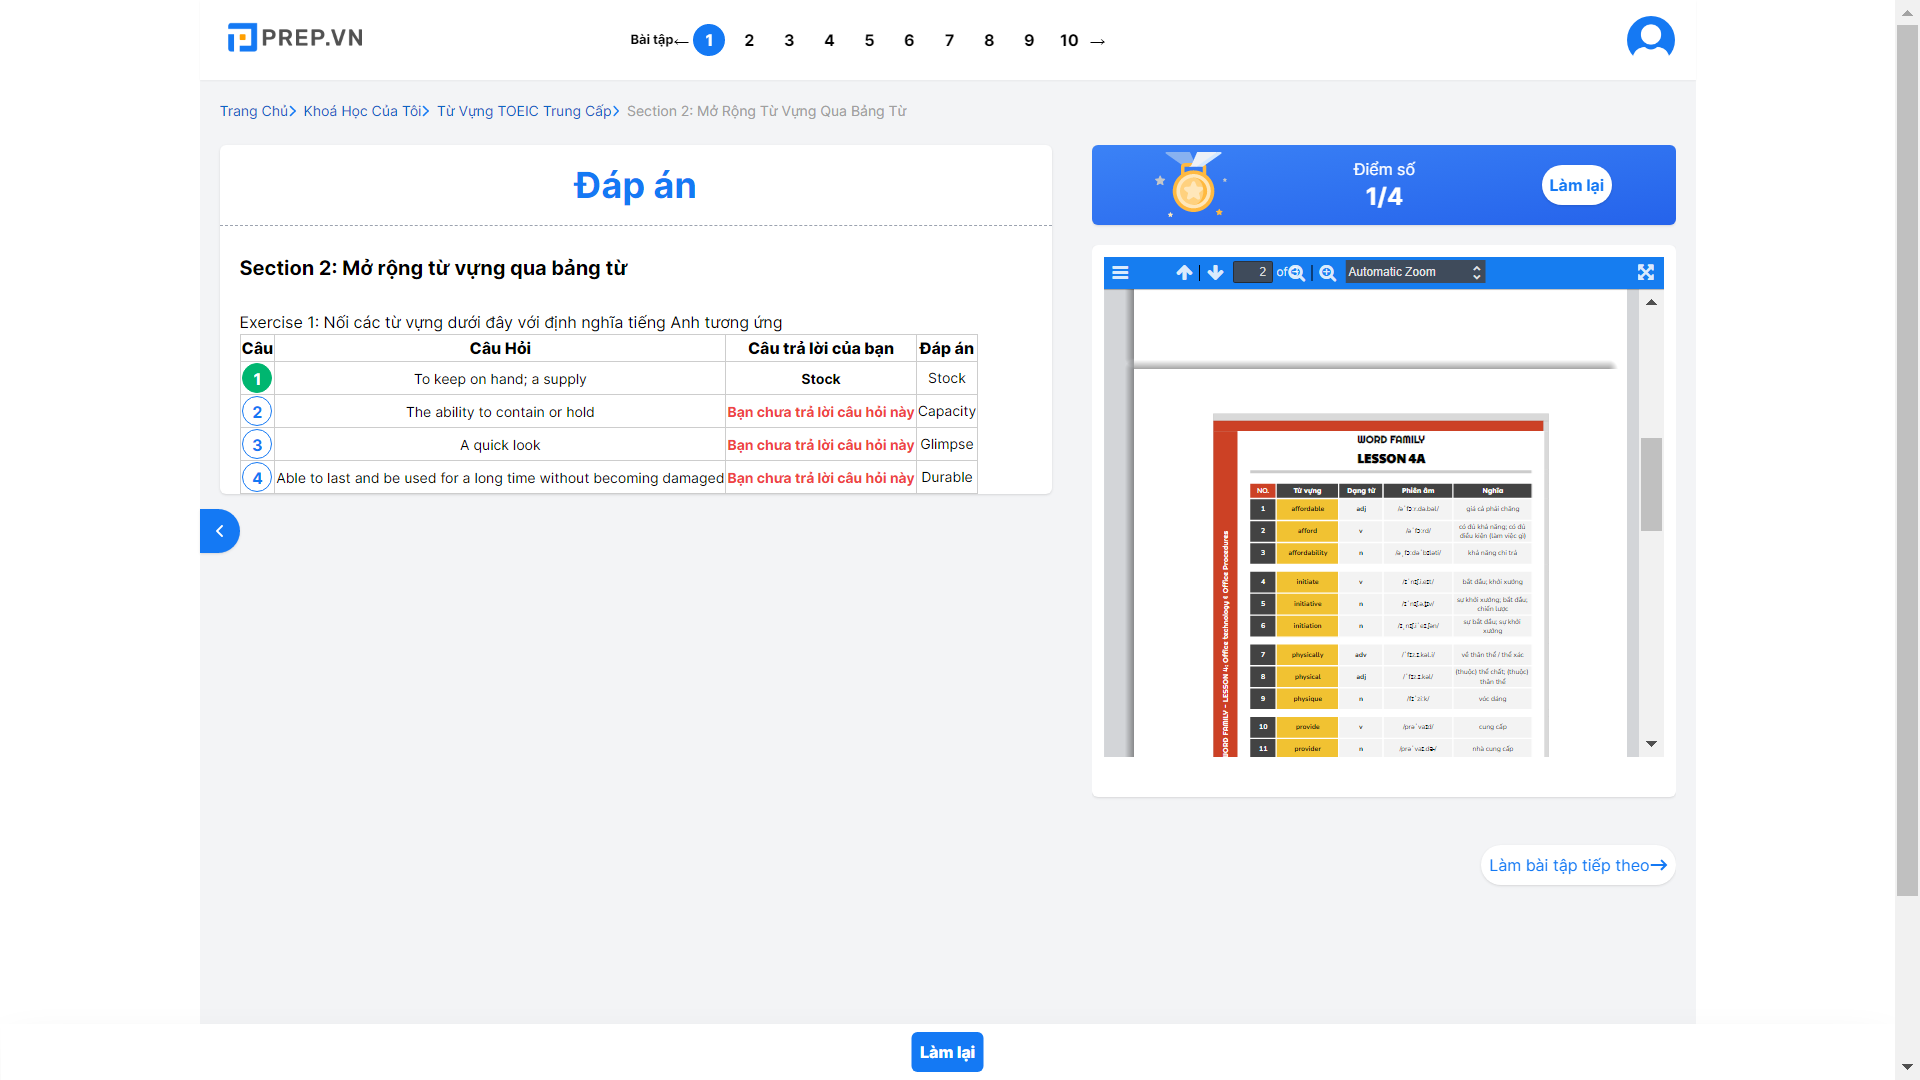 PREP.VN
Bài tập← 1 2 3 4 5 6 7 8 9 10 →
Trang Chủ> Khoá Học Của Tôi> Từ Vựng TOEIC Trung Cấp> Section 2: Mở Rộng Từ Vựng Qua Bảng Từ
Đáp án
Section 2: Mở rộng từ vựng qua bảng từ
Exercise 1: Nối các từ vựng dưới đây với định nghĩa tiếng Anh tương ứng
Câu Câu Hỏi Câu trả lời của bạn Đáp án
1 To keep on hand; a supply Stock Stock
2 The ability to contain or hold Bạn chưa trả lời câu hỏi này Capacity
3 A quick look Bạn chưa trả lời câu hỏi này Glimpse
4 Able to last and be used for a long time without becoming damaged Bạn chưa trả lời câu hỏi này Durable
Điểm số
1/4
Làm lại
2 of Automatic Zoom
WORD FAMILY
LESSON 4A
WORD FAMILY - LESSON 4: Office technology & Office Procedures
NO. Từ vựng Dạng từ Phiên âm Nghĩa
1 affordable adj giá cả phải chăng
2 afford v /əˈfɔːrd/ có đủ khả năng; có đủ
điều kiện (làm việc gì)
3 affordability n khả năng chi trả
4 initiate v bắt đầu; khởi xướng
5 initiative n sự khởi xướng; bắt đầu;
chiến lược
6 initiation n sự bắt đầu; sự khởi
xướng
7 physically adv về thân thể / thể xác
8 physical adj /ˈfɪz.ɪ.kəl/ (thuộc) thể chất; (thuộc)
thân thể
9 physique n /fɪˈziːk/ vóc dáng
10 provide v /prəˈvaɪd/ cung cấp
11 provider n nhà cung cấp
Làm bài tập tiếp theo→
Làm lại